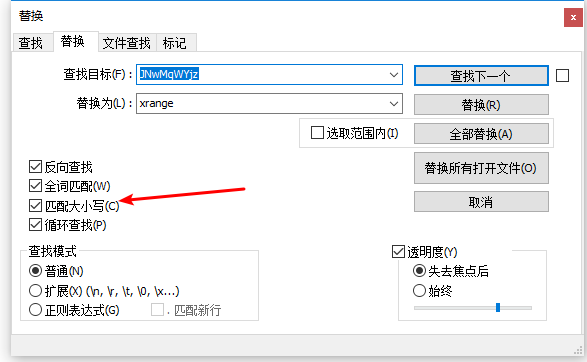 替换
查找 替换 文件查找 标记
查找目标(F) : JNwMqWYjz 查找下一个
替换为(L) : xrange 替换(R)
选取范围内(I) 全部替换(A)
反向查找 替换所有打开文件(O)
全词匹配(W)
匹配大小写(C) 取消
循环查找(P)
查找模式 透明度(Y)
普通(N) 失去焦点后
扩展(X) (\n, \r, \t, \0, \x...) 始终
正则表达式(G) . 匹配新行